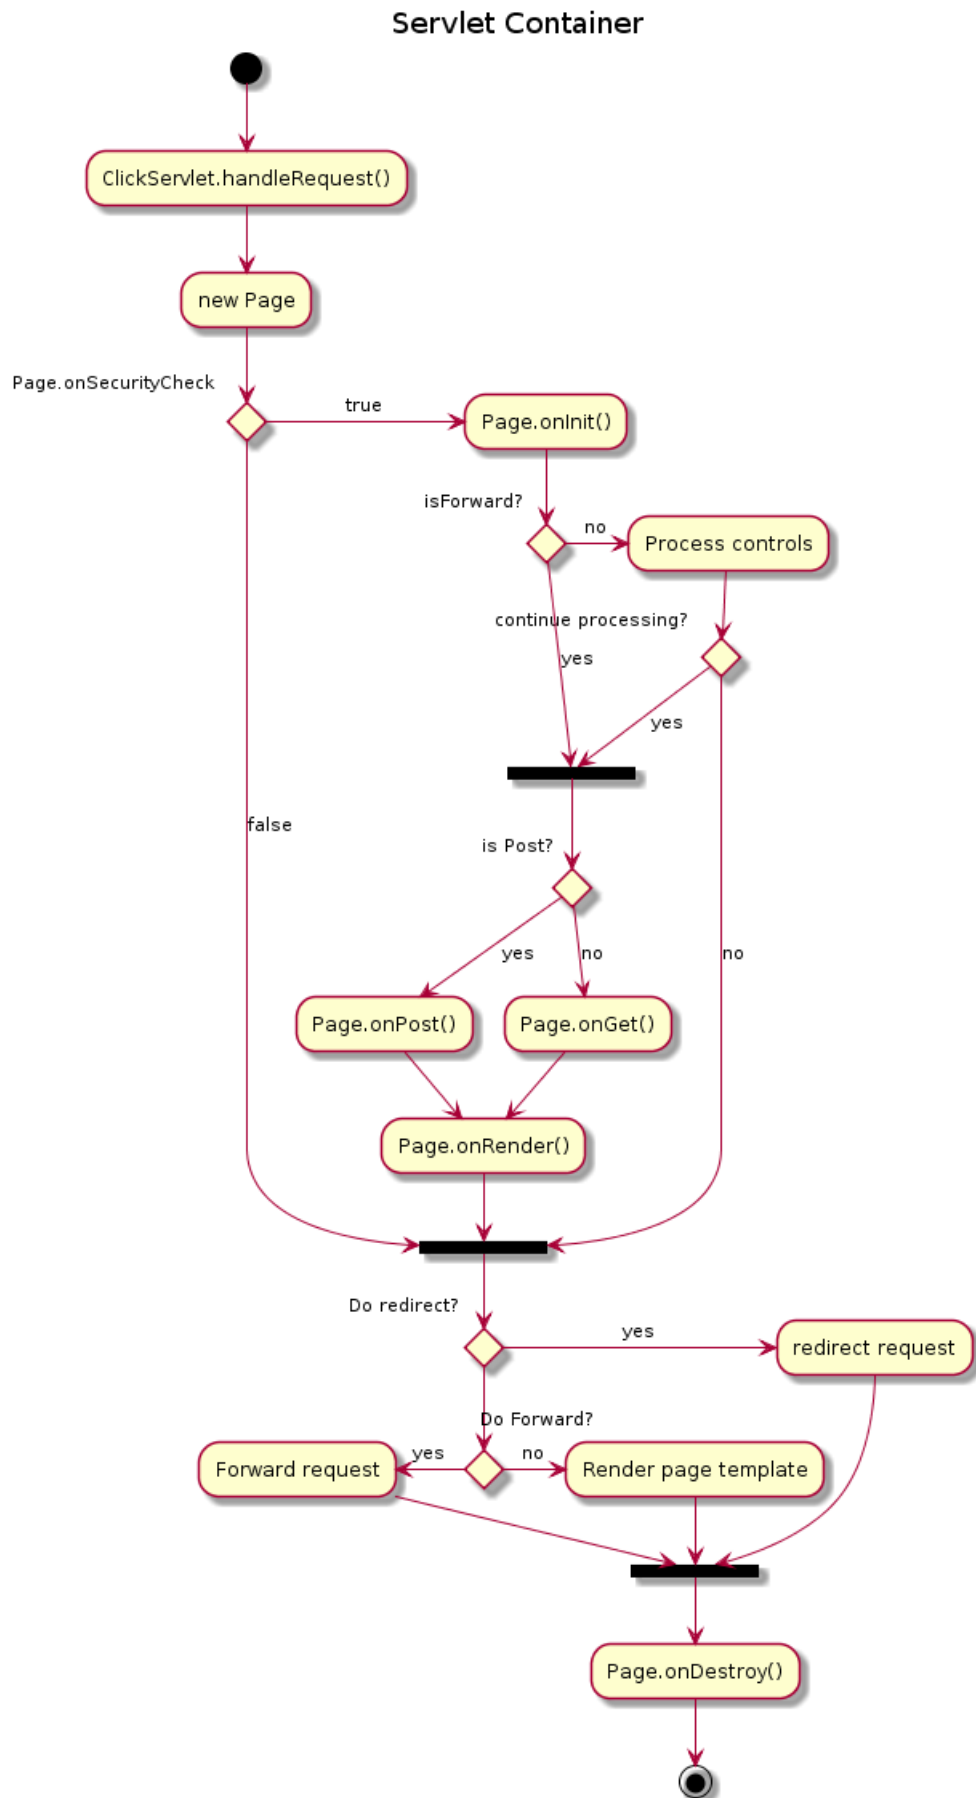 Servlet Container
ClickServlet.handleRequest()
new Page
Page.onSecurityCheck
true
Page.onInit()
isForward?
no
Process controls
continue processing?
yes
yes
false
is Post?
yes
no
no
Page.onPost()
Page.onGet()
Page.onRender()
Do redirect?
yes
redirect request
Do Forward?
yes
no
Forward request
Render page template
Page.onDestroy()